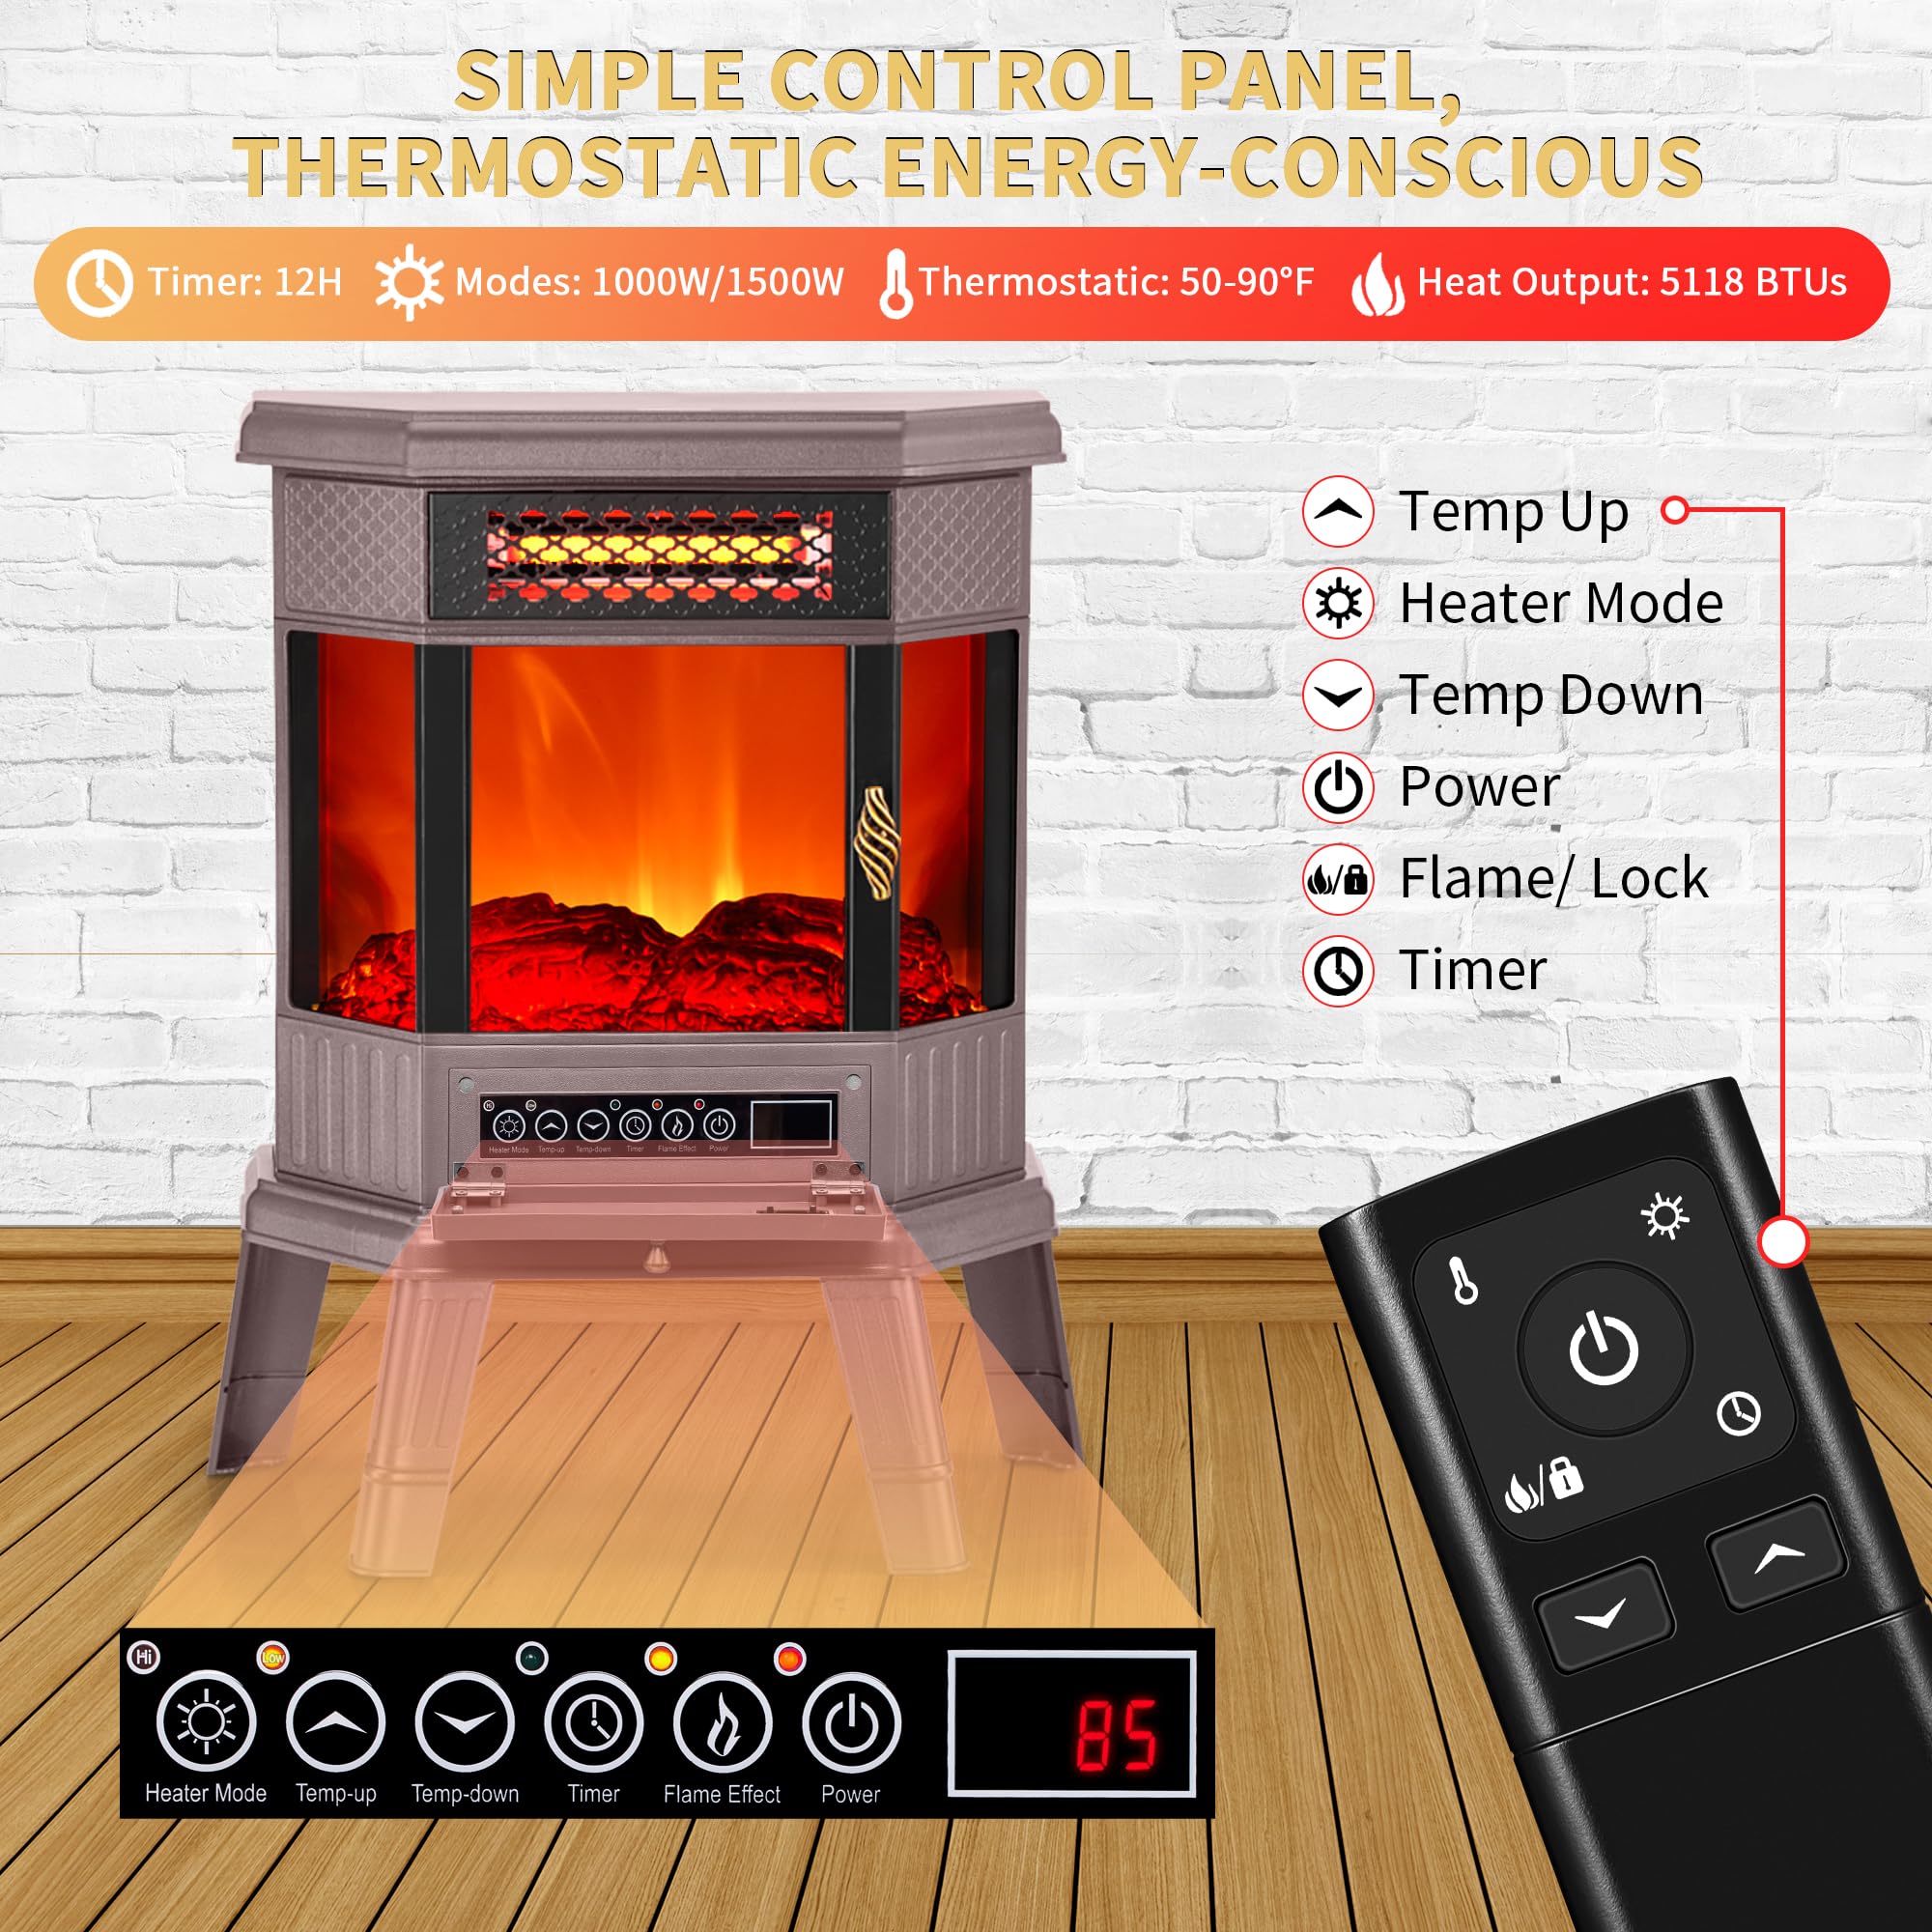 SIMPLE CONTROL PANEL,
THERMOSTATIC ENERGY-CONSCIOUS
Timer: 12H Modes: 1000W/1500W Thermostatic: 50-90°F Heat Output: 5118 BTUs
Temp Up
Heater Mode
Temp Down
Power
Flame/ Lock
Timer
Heater Mode Temp-up Temp-down Timer Flame Effect Power
Hi Low
85
Heater Mode Temp-up Temp-down Timer Flame Effect Power